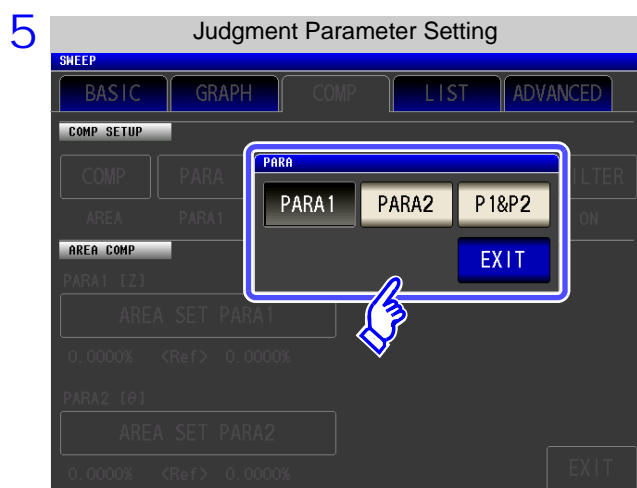 5
Judgment Parameter Setting
SWEEP
BASIC GRAPH COMP LIST ADVANCED
COMP SETUP
COMP PARA
AREA PARA1 ON
PARA
PARA1 PARA2 P1&P2
EXIT
AREA COMP
PARA1 [Z]
AREA SET PARA1
0.0000% <Ref> 0.0000%
PARA2 [θ]
AREA SET PARA2
0.0000% <Ref> 0.0000%
EXIT